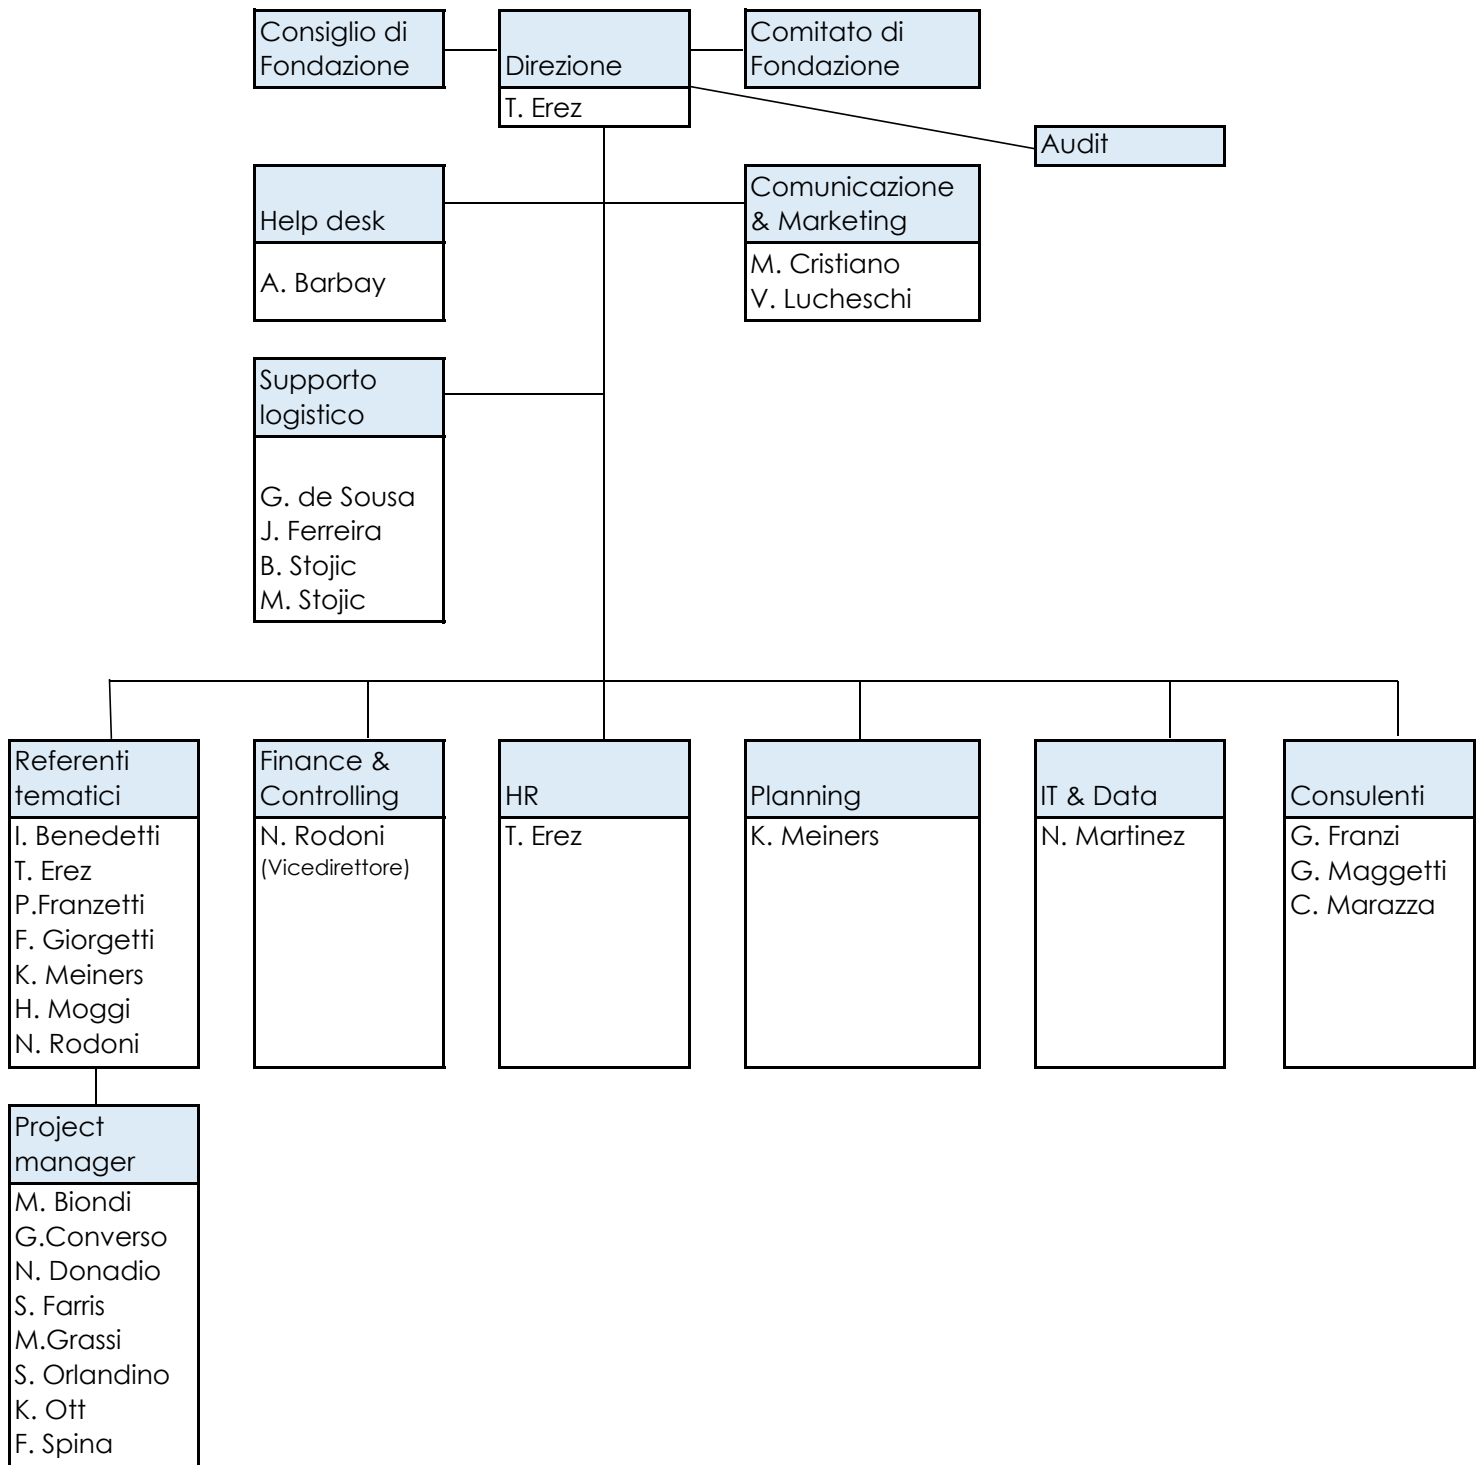 Consiglio di
Fondazione
Direzione
T. Erez
Comitato di
Fondazione
Audit
Help desk
A. Barbay
Comunicazione
& Marketing
M. Cristiano
V. Lucheschi
Supporto
logistico
G. de Sousa
J. Ferreira
B. Stojic
M. Stojic
Referenti
tematici
I. Benedetti
T. Erez
P.Franzetti
F. Giorgetti
K. Meiners
H. Moggi
N. Rodoni
Finance &
Controlling
N. Rodoni
(Vicedirettore)
HR
T. Erez
Planning
K. Meiners
IT & Data
N. Martinez
Consulenti
G. Franzi
G. Maggetti
C. Marazza
Project
manager
M. Biondi
G.Converso
N. Donadio
S. Farris
M.Grassi
S. Orlandino
K. Ott
F. Spina